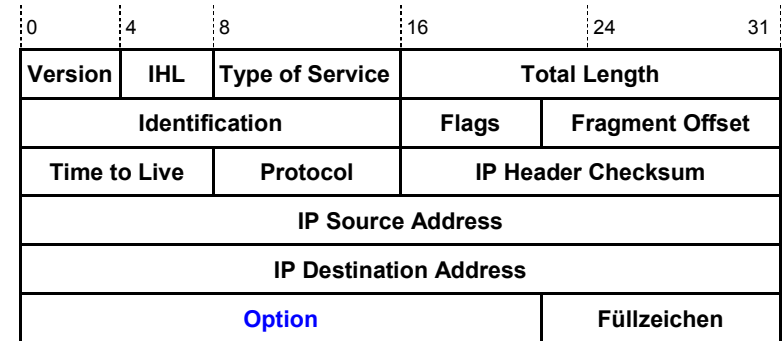 0 4 8 16 24 31
Version IHL Type of Service Total Length
Identification Flags Fragment Offset
Time to Live Protocol IP Header Checksum
IP Source Address
IP Destination Address
Option Füllzeichen